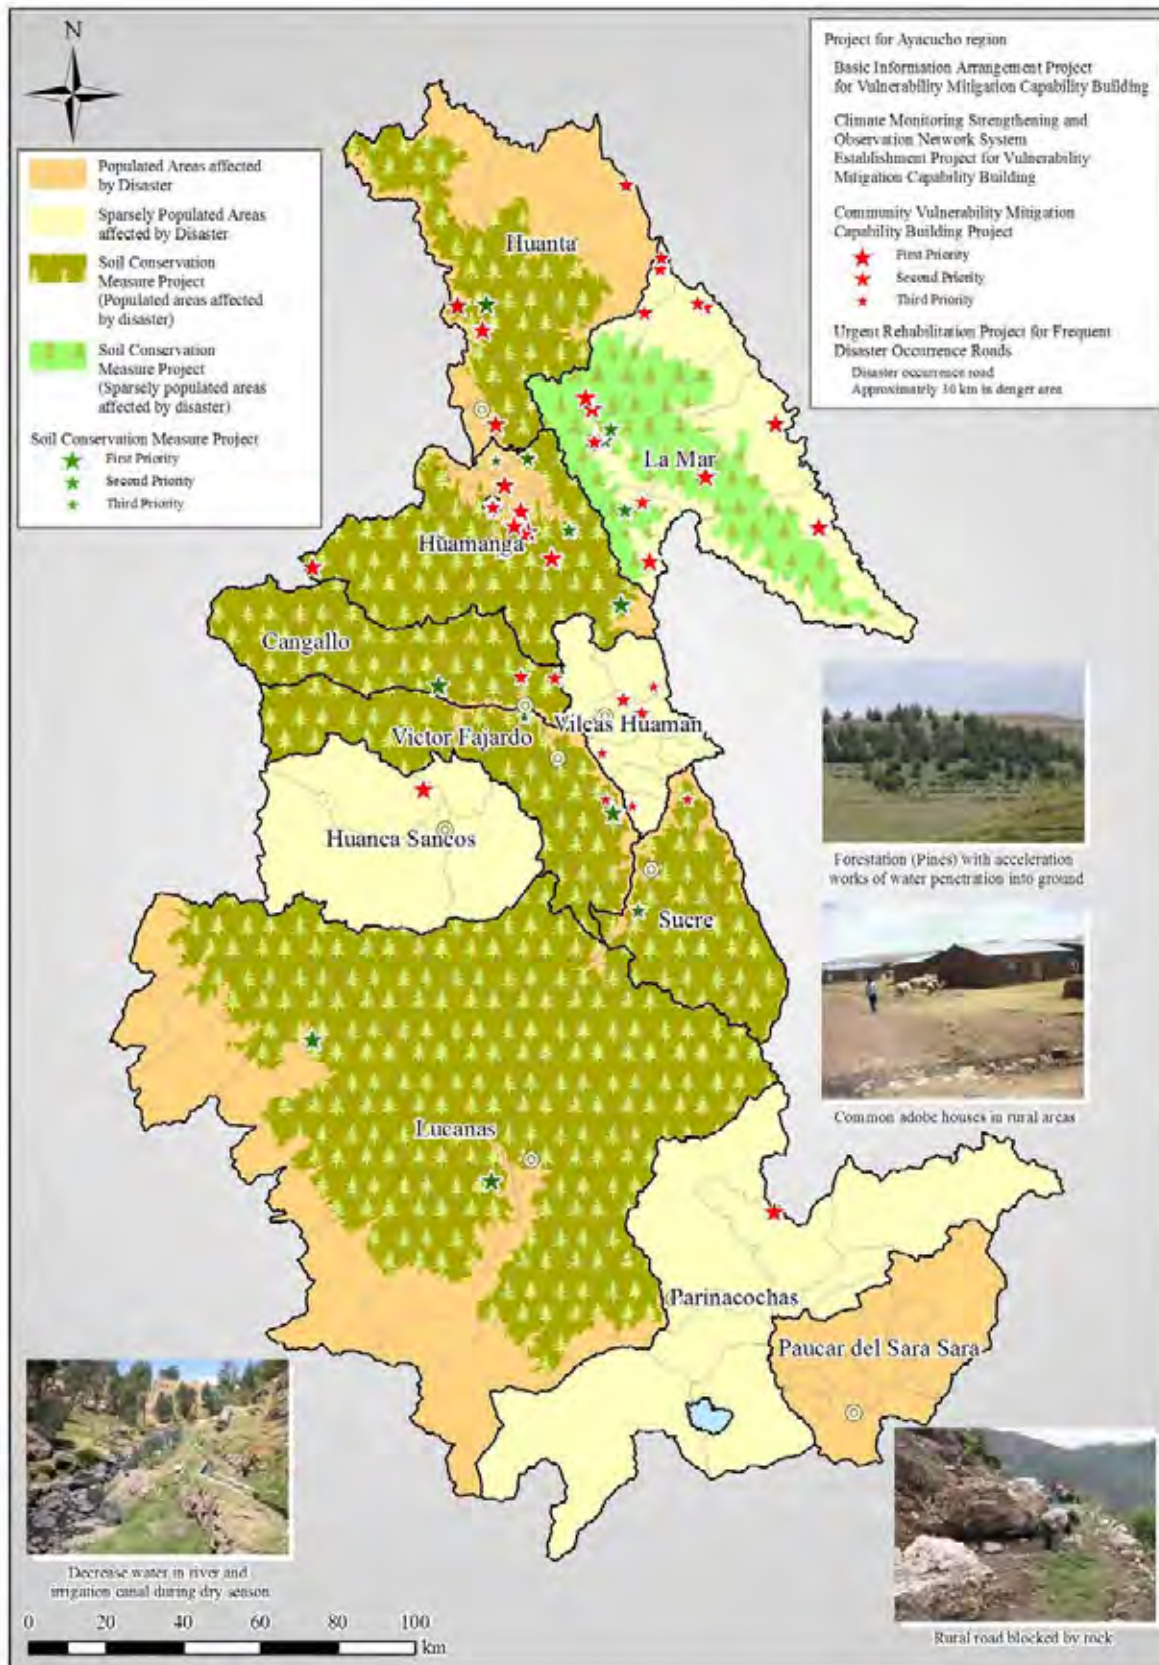 N
Populated Areas affected
by Disaster
Sparsely Populated Areas
affected by Disaster
Soil Conservation
Measure Project
(Populated areas affected
by disaster)
Soil Conservation
Measure Project
(Sparsely populated areas
affected by disaster)
Soil Conservation Measure Project
First Priority
Second Priority
Third Priority
Project for Ayacucho region
Basic Information Arrangement Project
for Vulnerability Mitigation Capability Building
Climate Monitoring Strengthening and
Observation Network System
Establishment Project for Vulnerability
Mitigation Capability Building
Community Vulnerability Mitigation
Capability Building Project
First Priority
Second Priority
Third Priority
Urgent Rehabilitation Project for Frequent
Disaster Occurrence Roads
Disaster occurrence road
Approximately 30 km in denger area
Huanta
La Mar
Huamanga
Cangallo
Vilcas Huaman
Victor Fajardo
Huanca Sancos
Sucre
Lucanas
Parinacochas
Paucar del Sara Sara
Forestation (Pines) with acceleration
works of water penetration into ground
Common adobe houses in rural areas
Decrease water in river and
irrigation canal during dry senson
Rural road blocked by rock
0 20 40 60 80 100
km